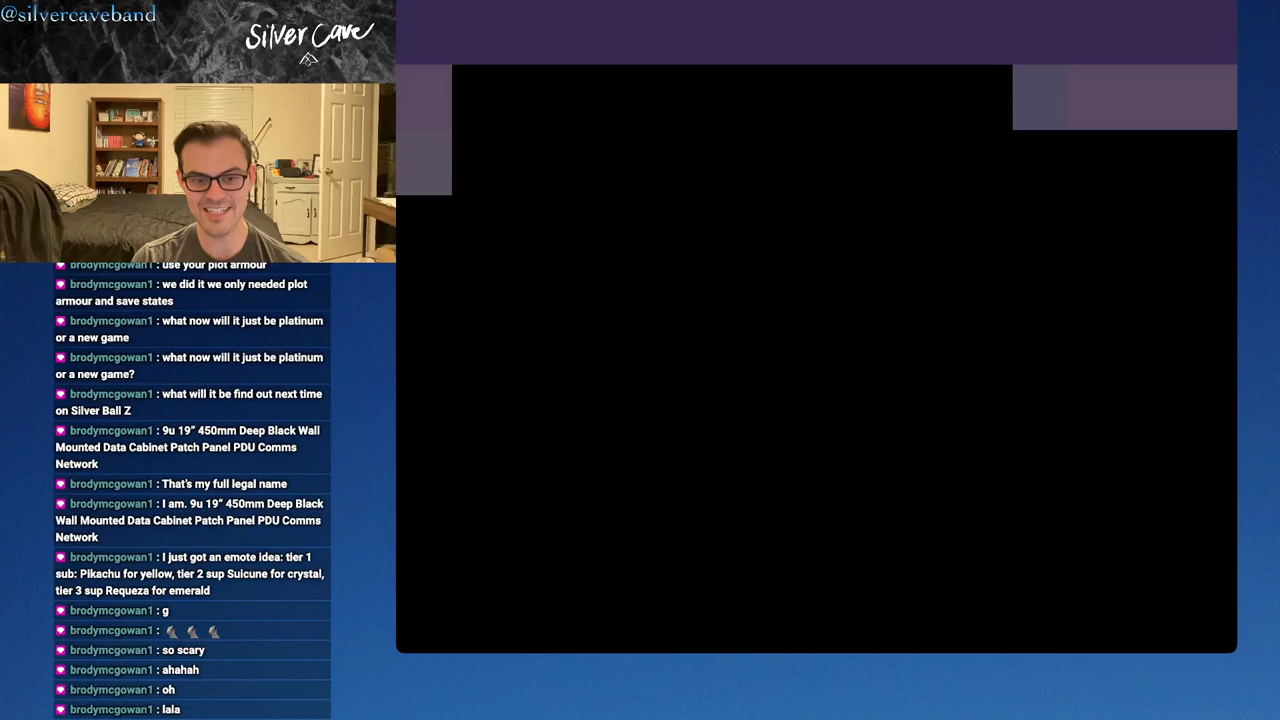 @silvercaveband
Silver Cave
brodymcgowan1 : use your plot armour
brodymcgowan1 : we did it we only needed plot
armour and save states
brodymcgowan1 : what now will it just be platinum
or a new game
brodymcgowan1 : what now will it just be platinum
or a new game?
brodymcgowan1 : what will it be find out next time
on Silver Ball Z
brodymcgowan1 : 9u 19” 450mm Deep Black Wall
Mounted Data Cabinet Patch Panel PDU Comms
Network
brodymcgowan1 : That's my full legal name
brodymcgowan1 : I am. 9u 19” 450mm Deep Black
Wall Mounted Data Cabinet Patch Panel PDU Comms
Network
brodymcgowan1 : I just got an emote idea: tier 1
sub: Pikachu for yellow, tier 2 sup Suicune for crystal,
tier 3 sup Requeza for emerald
brodymcgowan1 : g
brodymcgowan1 :
brodymcgowan1 : so scary
brodymcgowan1 : ahahah
brodymcgowan1 : oh
brodymcgowan1 : lala